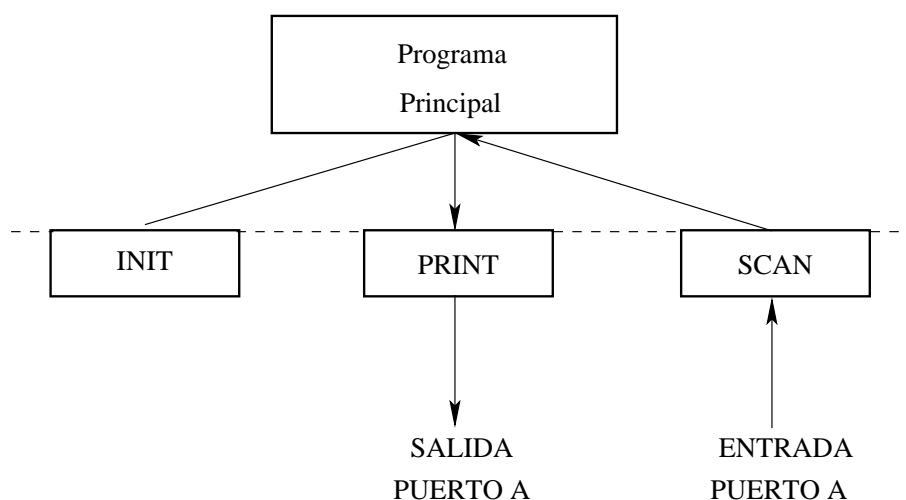 Programa
Principal
INIT
PRINT
SCAN
SALIDA
PUERTO A
ENTRADA
PUERTO A